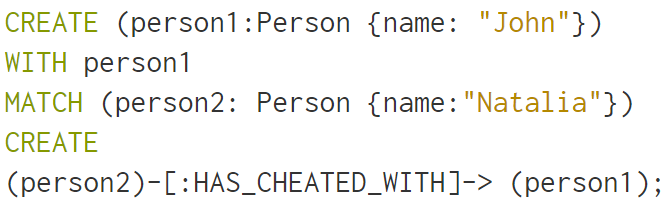 CREATE (person1:Person {name: "John"})
WITH person1
MATCH (person2: Person {name:"Natalia"})
CREATE
(person2)-[:HAS_CHEATED_WITH]-> (person1);